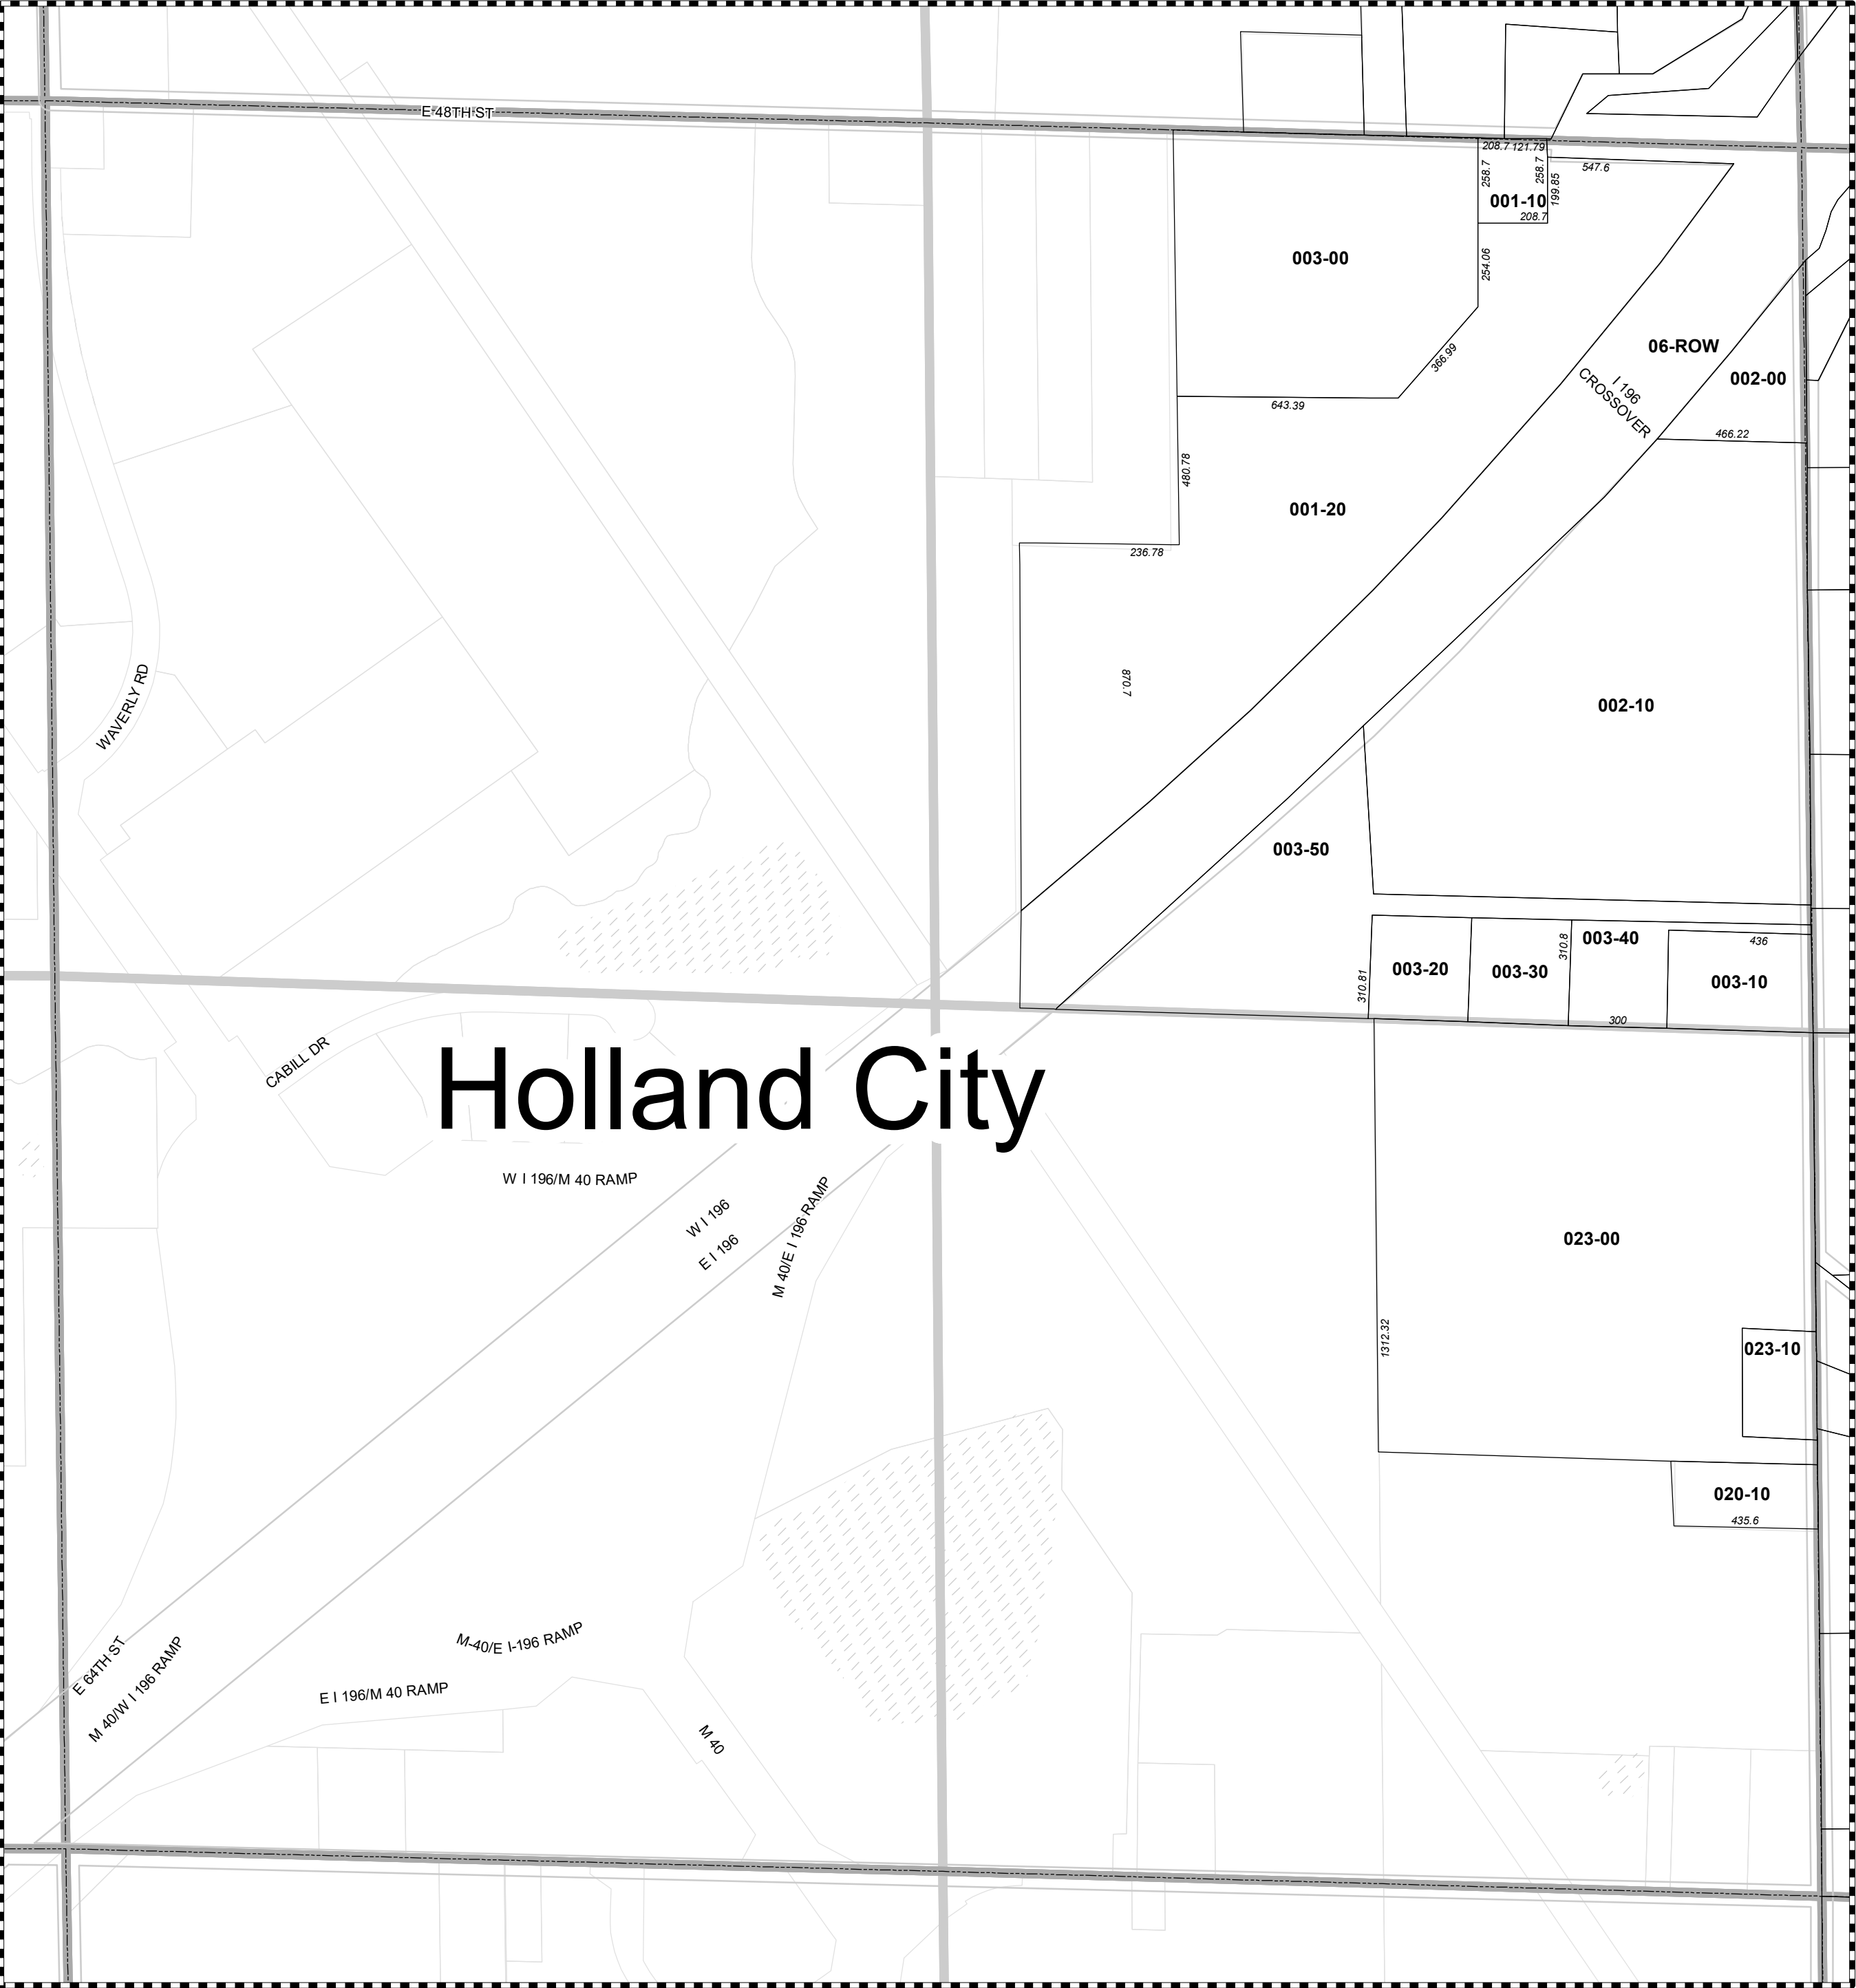 E 48TH ST
208.7
121.79
258.7
258.7
199.85
547.6
001-10
208.7
003-00
254.06
366.99
06-ROW
002-00
I 196
CROSSOVER
643.39
466.22
480.78
001-20
236.78
870.7
WAVERLY RD
002-10
003-50
003-40
436
310.8
003-20
003-30
003-10
310.81
300
CABILL DR
Holland City
W I 196/M 40 RAMP
W I 196
E I 196
M 40/E I 196 RAMP
023-00
1312.32
023-10
020-10
435.6
E 64TH ST
M 40/W I 196 RAMP
M-40/E I-196 RAMP
E I 196/M 40 RAMP
M 40